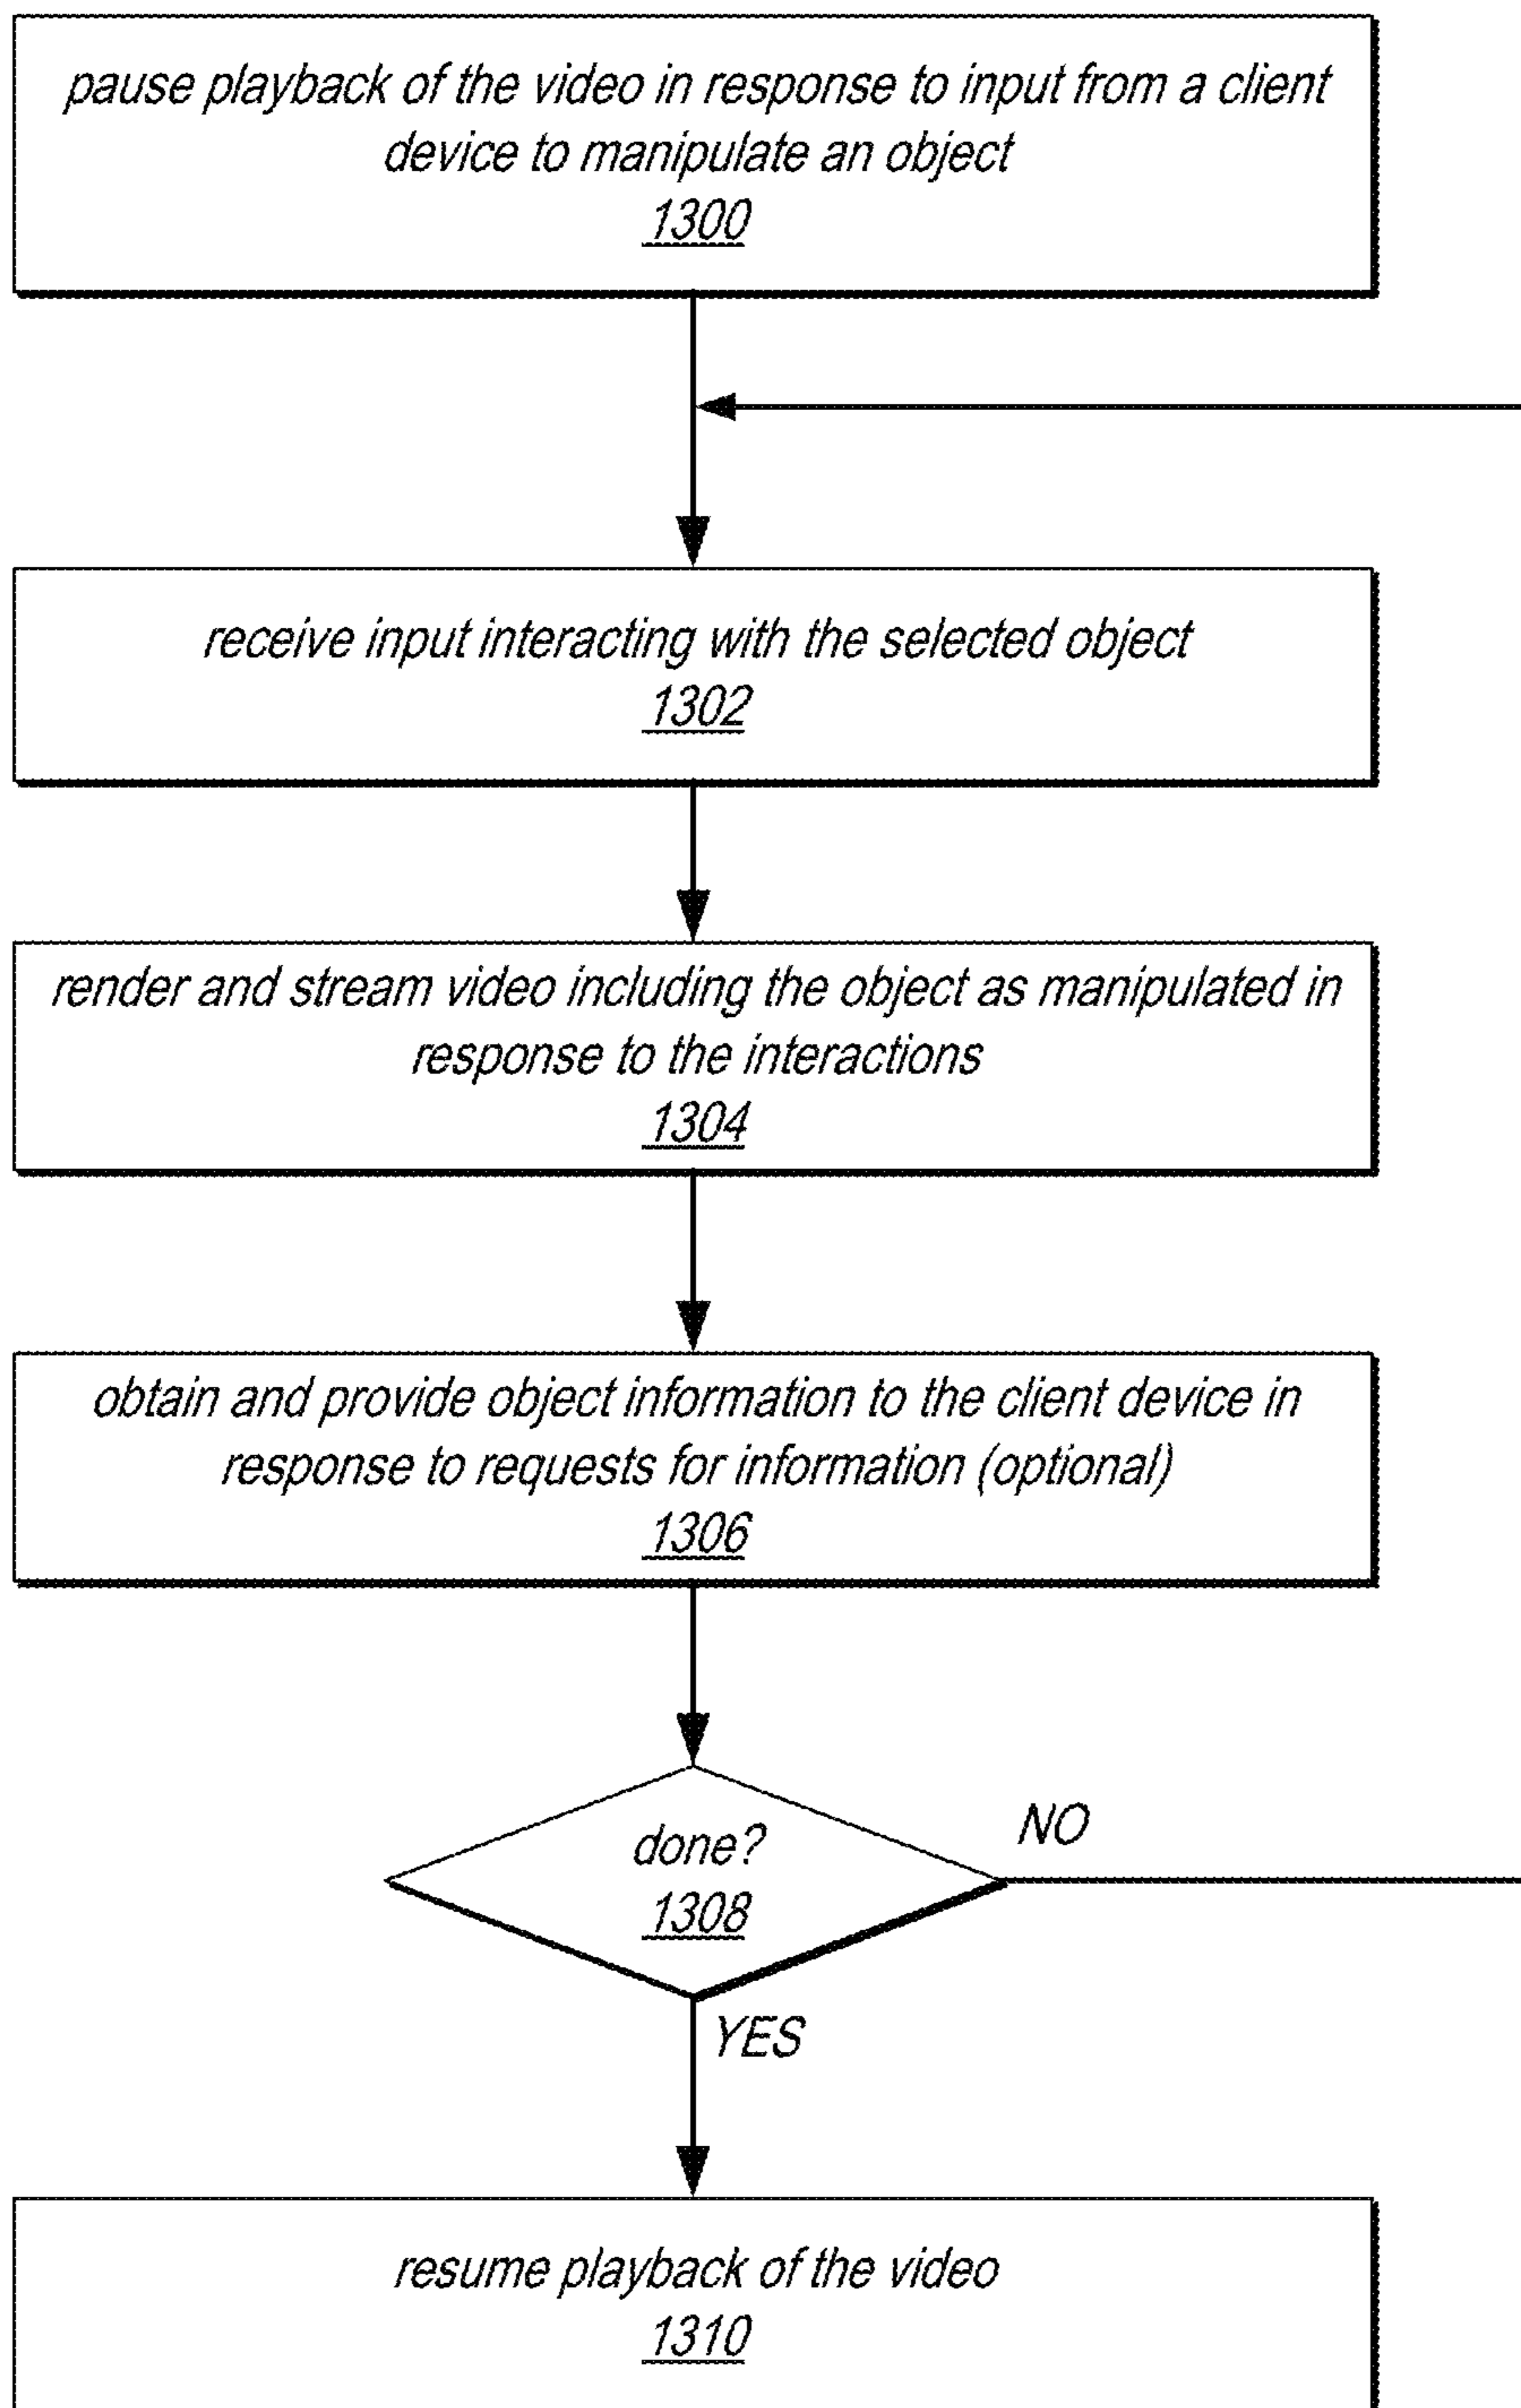 pause playback of the video in response to input from a client
device to manipulate an object
1300
receive input interacting with the selected object
1302
render and stream video including the object as manipulated in
response to the interactions
1304
obtain and provide object information to the client device in
response to requests for information (optional)
1306
done?
1308
NO
YES
resume playback of the video
1310